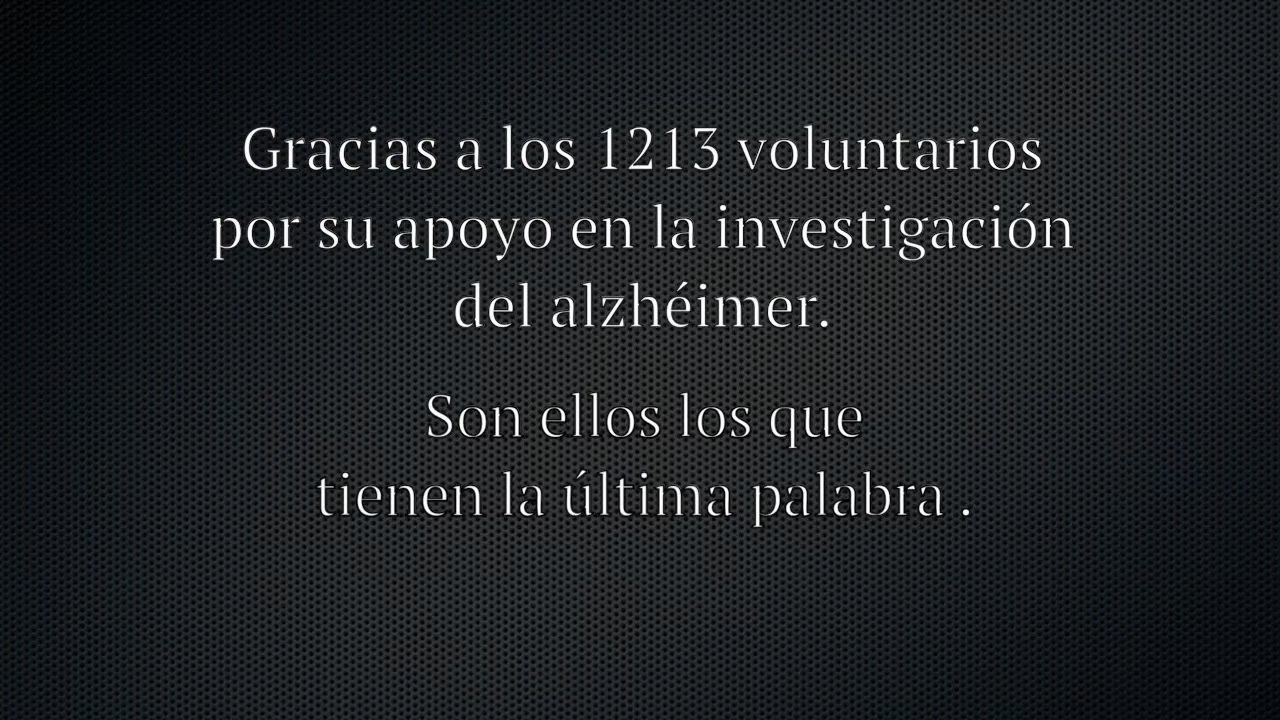 Gracias a los 1213 voluntarios
por su apoyo en la investigación
del alzhéimer.
Son ellos los que
tienen la última palabra .